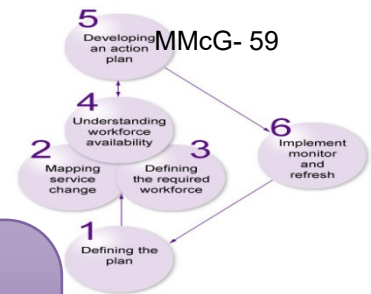 5
Developing
an action
plan
MMcG- 59
4
Understanding
workforce
availability
2
Mapping
service
change
3
Defining
the required
workforce
6
Implement
monitor
and
refresh
1
Defining the
plan